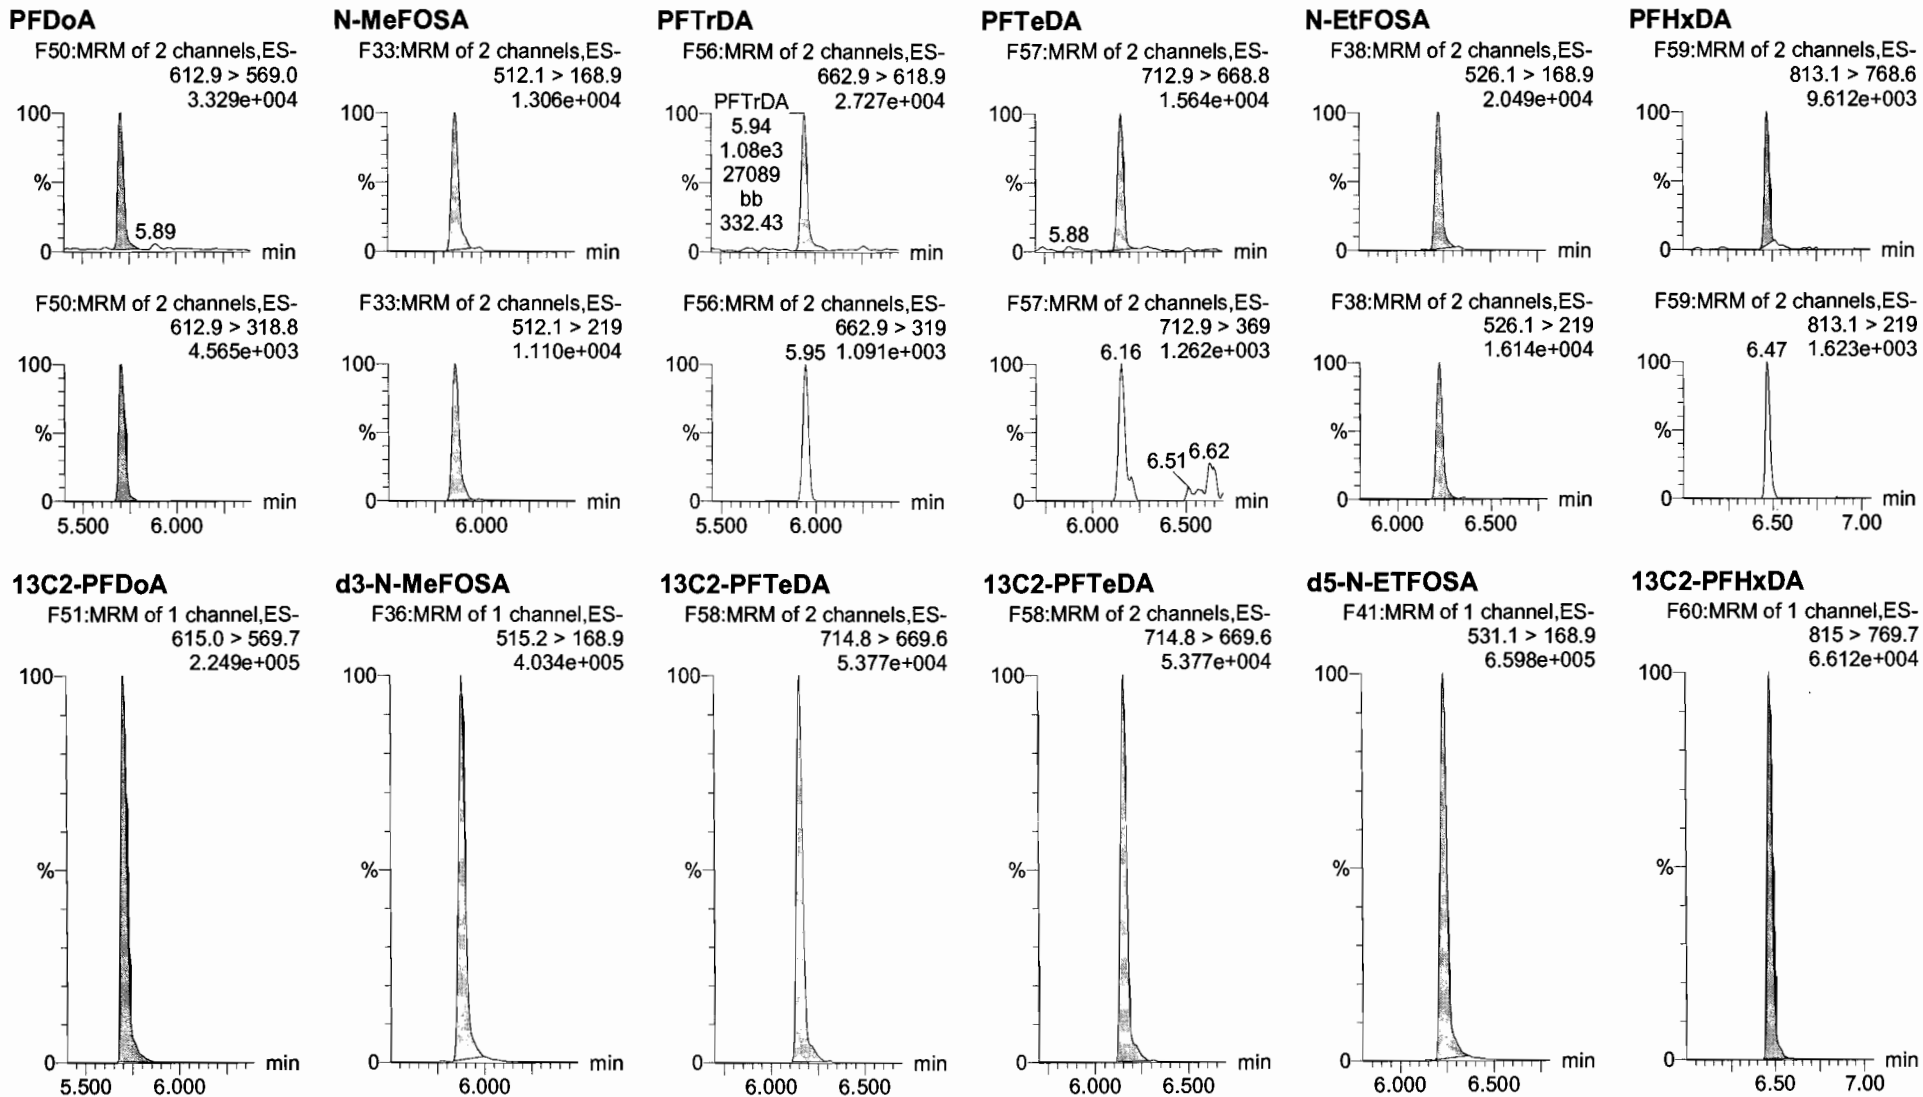 PFDoA
F50:MRM of 2 channels,ES-
612.9 > 569.0
3.329e+004
100
%
5.89
0
min
N-MeFOSA
F33:MRM of 2 channels,ES-
512.1 > 168.9
1.306e+004
100
%
0
min
PFTrDA
F56:MRM of 2 channels,ES-
662.9 > 618.9
2.727e+004
100
PFTrDA
5.94
1.08e3
27089
bb
332.43
%
0
min
PFTeDA
F57:MRM of 2 channels,ES-
712.9 > 668.8
1.564e+004
100
%
5.88
0
min
N-EtFOSA
F38:MRM of 2 channels,ES-
526.1 > 168.9
2.049e+004
100
%
0
min
PFHxDA
F59:MRM of 2 channels,ES-
813.1 > 768.6
9.612e+003
100
%
0
min
F50:MRM of 2 channels,ES-
612.9 > 318.8
4.565e+003
100
%
0
min
5.500 6.000
F33:MRM of 2 channels,ES-
512.1 > 219
1.110e+004
100
%
0
min
6.000
F56:MRM of 2 channels,ES-
662.9 > 319
5.95 1.091e+003
100
%
0
min
5.500 6.000
F57:MRM of 2 channels,ES-
712.9 > 369
6.16 1.262e+003
100
%
6.51 6.62
0
min
6.000 6.500
F38:MRM of 2 channels,ES-
526.1 > 219
1.614e+004
100
%
0
min
6.000 6.500
F59:MRM of 2 channels,ES-
813.1 > 219
6.47 1.623e+003
100
%
0
min
6.50 7.00
13C2-PFDoA
F51:MRM of 1 channel,ES-
615.0 > 569.7
2.249e+005
100
%
0
min
5.500 6.000
d3-N-MeFOSA
F36:MRM of 1 channel,ES-
515.2 > 168.9
4.034e+005
100
%
0
min
6.000
13C2-PFTeDA
F58:MRM of 2 channels,ES-
714.8 > 669.6
5.377e+004
100
%
0
min
6.000 6.500
13C2-PFTeDA
F58:MRM of 2 channels,ES-
714.8 > 669.6
5.377e+004
100
%
0
min
6.000 6.500
d5-N-ETFOSA
F41:MRM of 1 channel,ES-
531.1 > 168.9
6.598e+005
100
%
0
min
6.000 6.500
13C2-PFHxDA
F60:MRM of 1 channel,ES-
815 > 769.7
6.612e+004
100
%
0
min
6.50 7.00